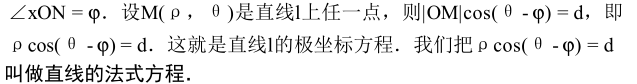 ∠xON = φ. 设M(ρ, θ)是直线l上任一点，则|OM|cos(θ-φ) = d，即
ρcos(θ-φ) = d. 这就是直线l的极坐标方程. 我们把ρcos(θ-φ) = d
叫做直线的法式方程.